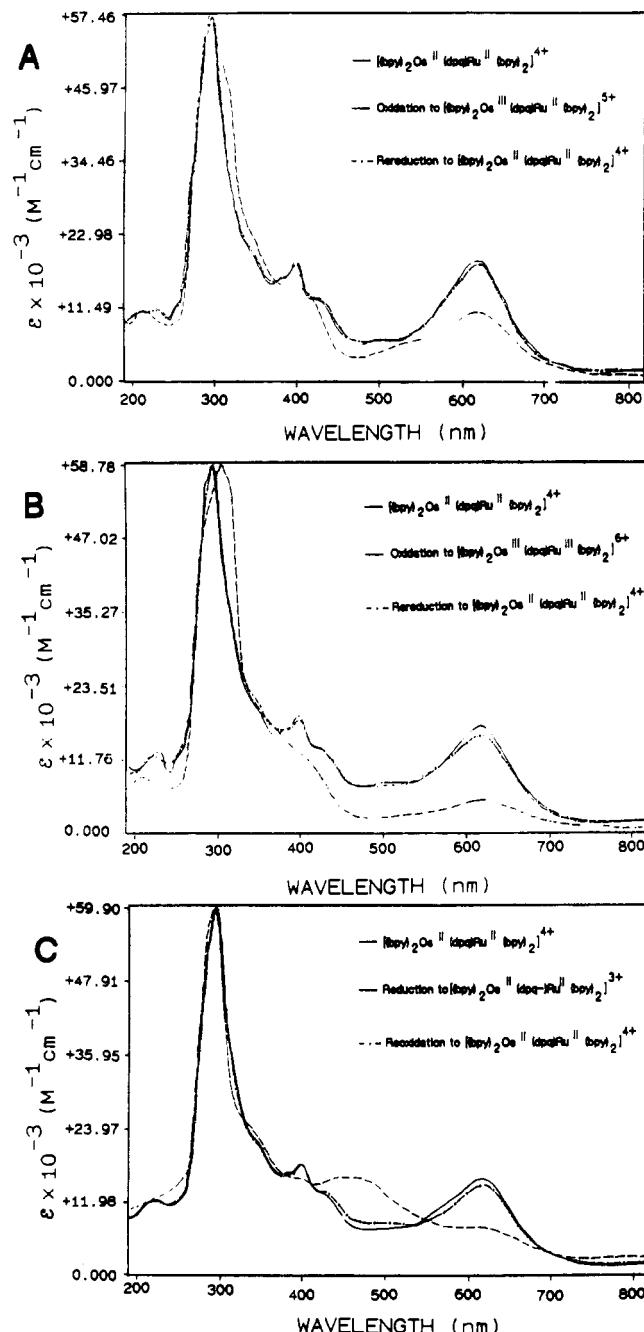 A
+57.46
+45.97
+34.46
+22.98
+11.49
0.000
ε x 10⁻³ (M⁻¹cm⁻¹)
[(bpy)₂Os ᴵᴵ (dpq)Ru ᴵᴵ (bpy)₂]⁴⁺
Oxidation to [(bpy)₂Os ᴵᴵᴵ (dpq)Ru ᴵᴵ (bpy)₂]⁵⁺
Rereduction to [(bpy)₂Os ᴵᴵ (dpq)Ru ᴵᴵ (bpy)₂]⁴⁺
200 300 400 500 600 700 800
WAVELENGTH (nm)
B
+58.78
+47.02
+35.27
+23.51
+11.76
0.000
ε x 10⁻³ (M⁻¹cm⁻¹)
[(bpy)₂Os ᴵᴵ (dpq)Ru ᴵᴵ (bpy)₂]⁴⁺
Oxidation to [(bpy)₂Os ᴵᴵᴵ (dpq)Ru ᴵᴵᴵ (bpy)₂]⁶⁺
Rereduction to [(bpy)₂Os ᴵᴵ (dpq)Ru ᴵᴵ (bpy)₂]⁴⁺
200 300 400 500 600 700 800
WAVELENGTH (nm)
C
+59.90
+47.91
+35.95
+23.97
+11.98
0.000
ε x 10⁻³ (M⁻¹cm⁻¹)
[(bpy)₂Os ᴵᴵ (dpq)Ru ᴵᴵ (bpy)₂]⁴⁺
Reduction to [(bpy)₂Os ᴵᴵ (dpq-)Ru ᴵᴵ (bpy)₂]³⁺
Reoxidation to [(bpy)₂Os ᴵᴵ (dpq)Ru ᴵᴵ (bpy)₂]⁴⁺
200 300 400 500 600 700 800
WAVELENGTH (nm)